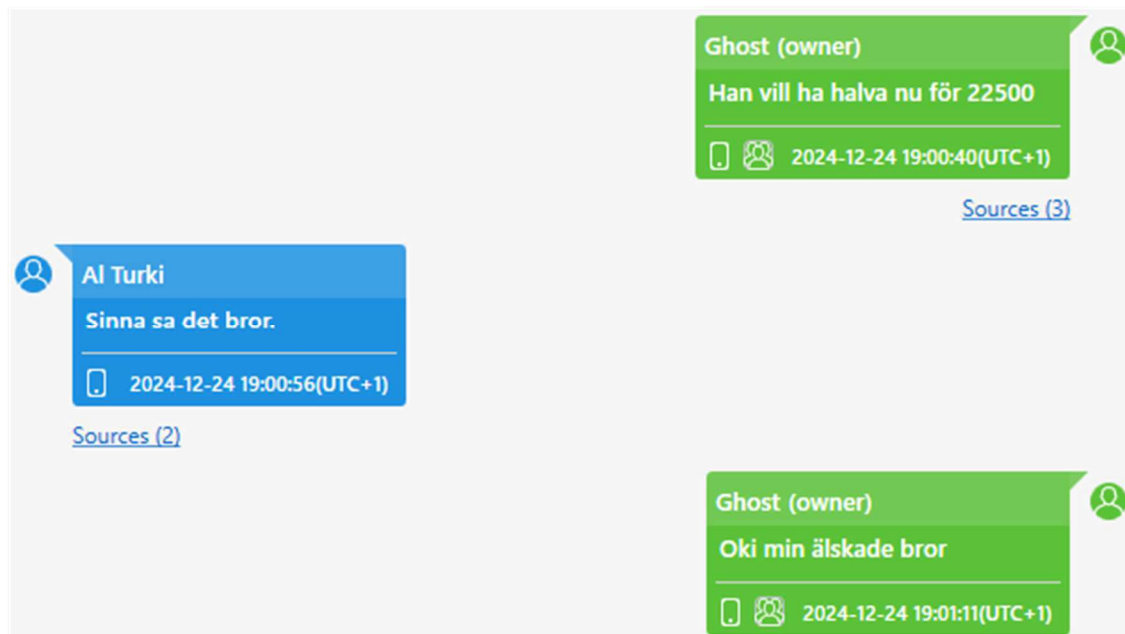 Ghost (owner)
Han vill ha halva nu för 22500
2024-12-24 19:00:40(UTC+1)
Sources (3)
Al Turki
Sinna sa det bror.
2024-12-24 19:00:56(UTC+1)
Sources (2)
Ghost (owner)
Oki min älskade bror
2024-12-24 19:01:11(UTC+1)